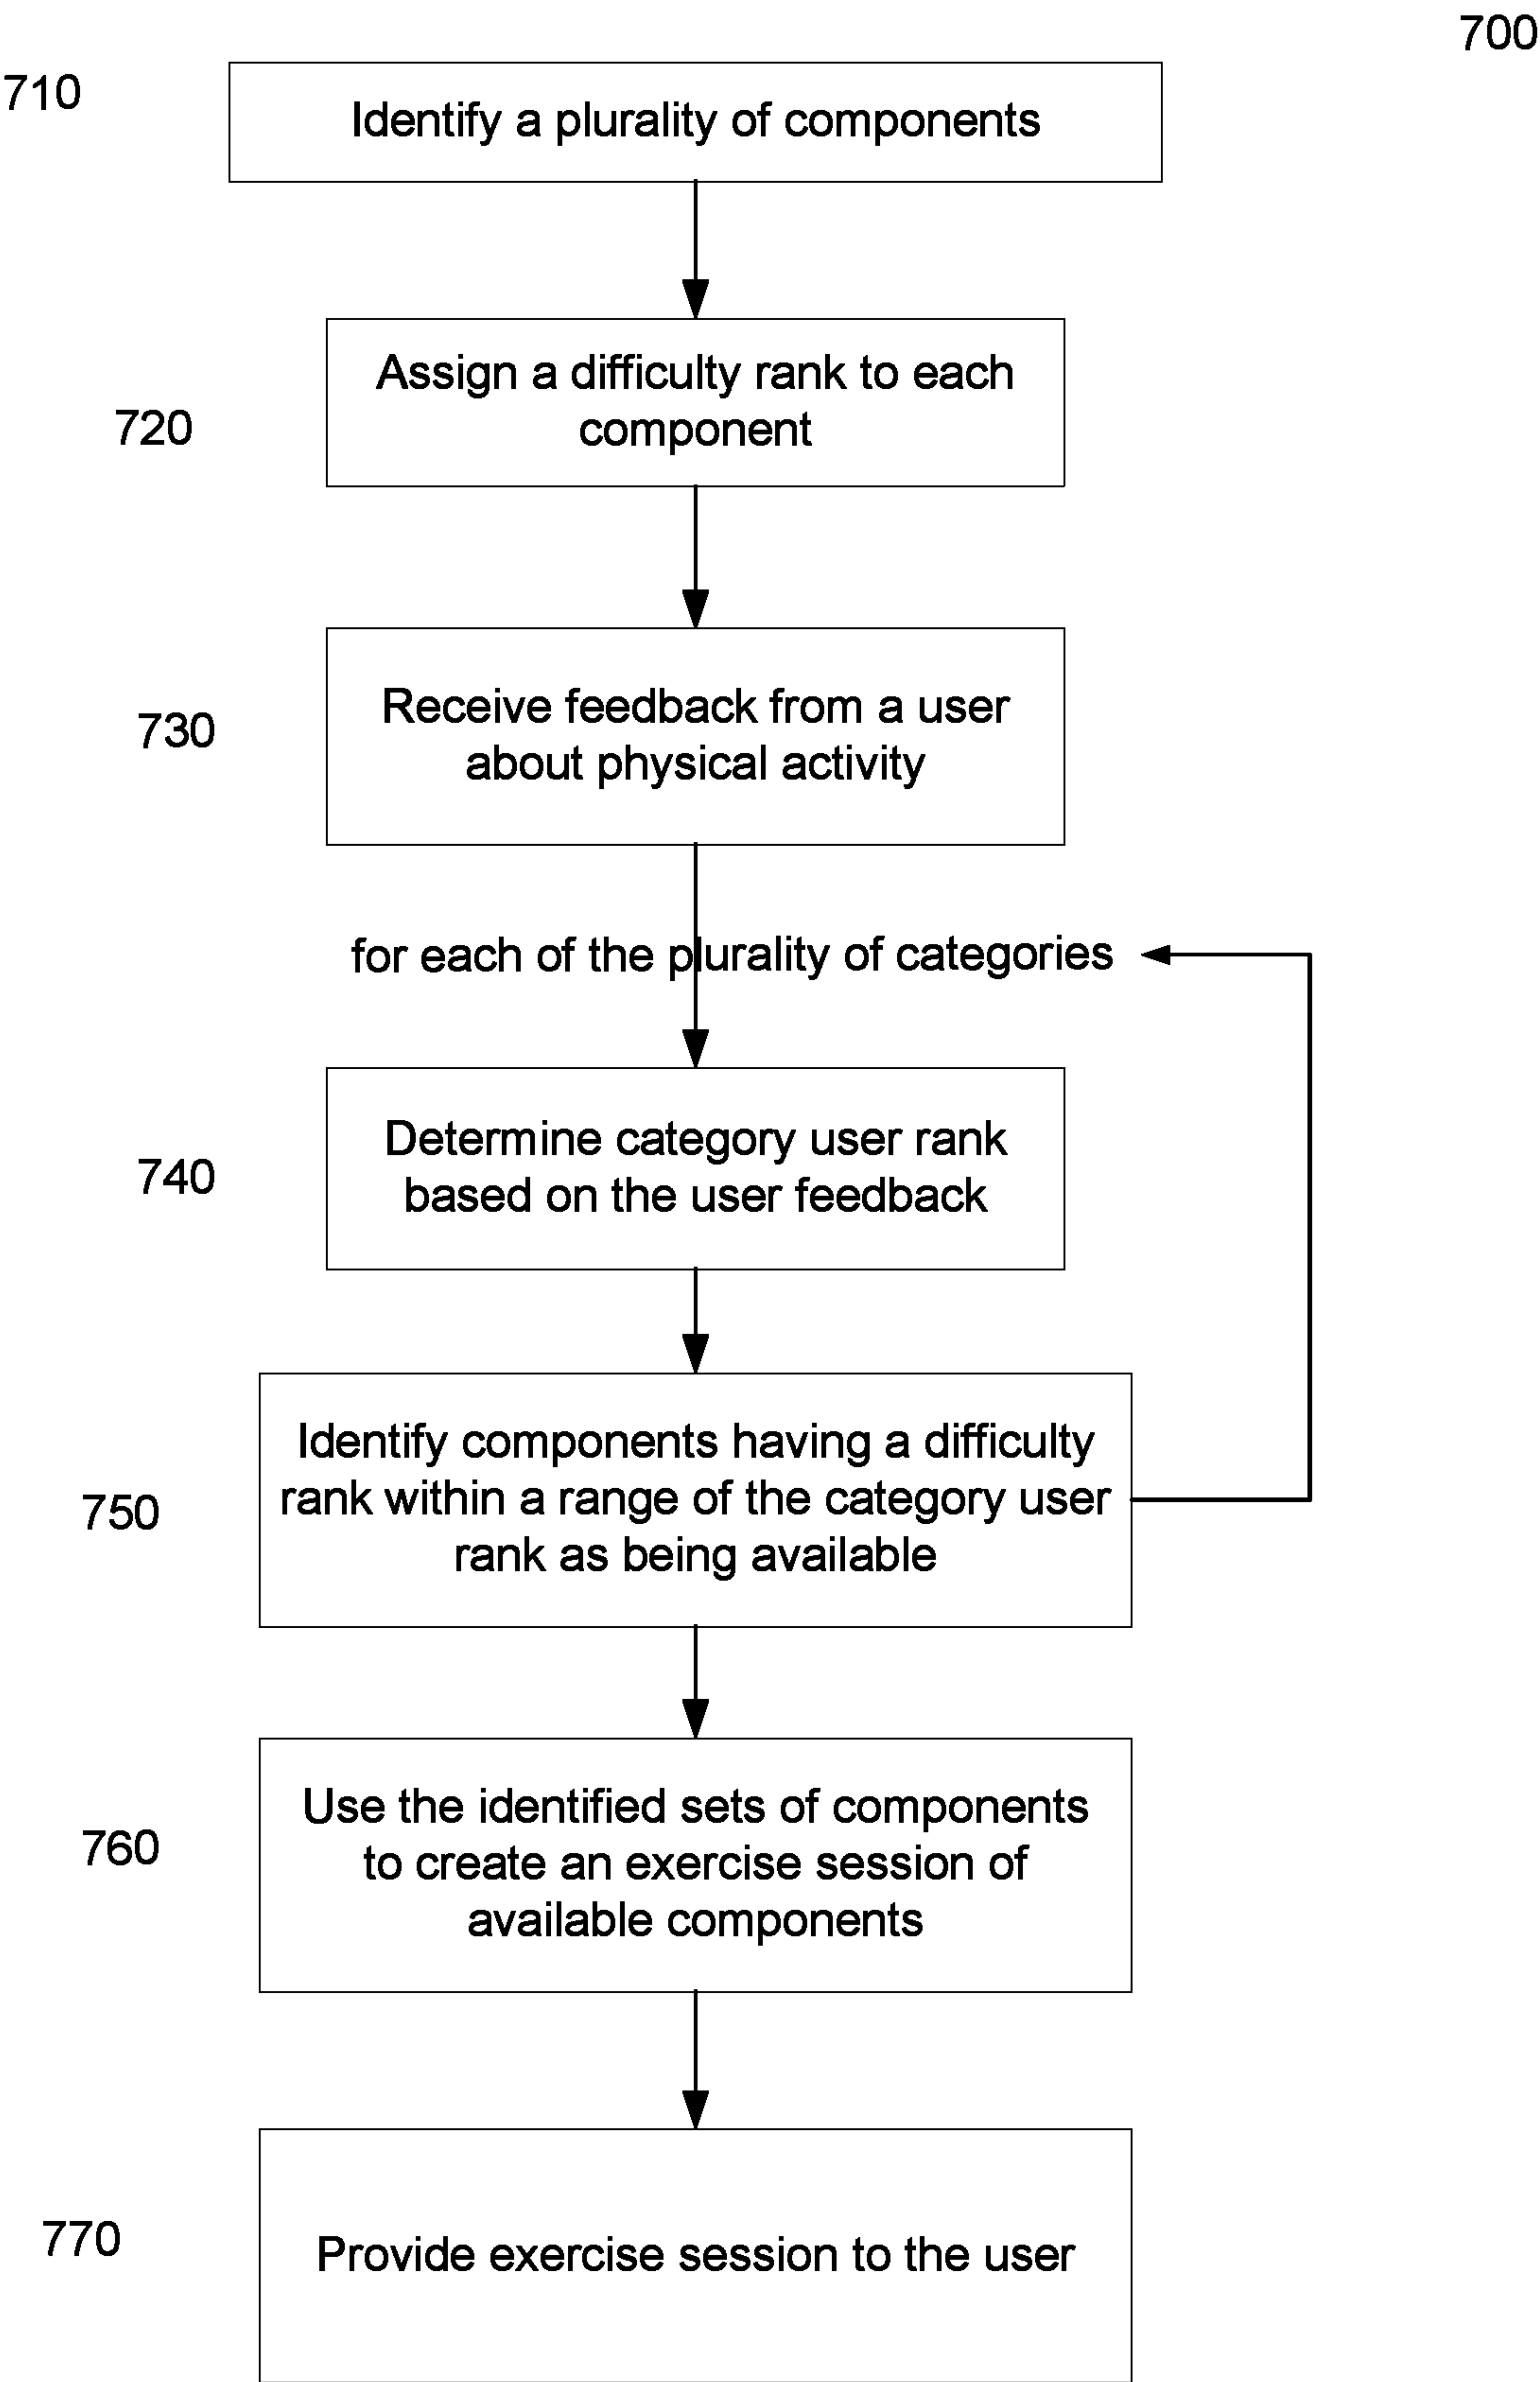 700
710
Identify a plurality of components
Assign a difficulty rank to each
component
720
Receive feedback from a user
about physical activity
730
for each of the plurality of categories
Determine category user rank
based on the user feedback
740
Identify components having a difficulty
rank within a range of the category user
rank as being available
750
Use the identified sets of components
to create an exercise session of
available components
760
770
Provide exercise session to the user